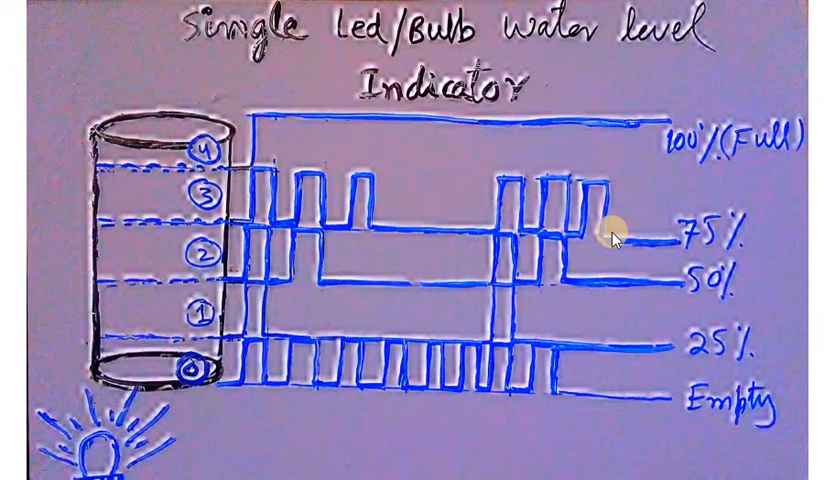 Single Led/Bulb Water level
Indicator
4
100%(Full)
3
75%
2
50%
1
25%
0
Empty